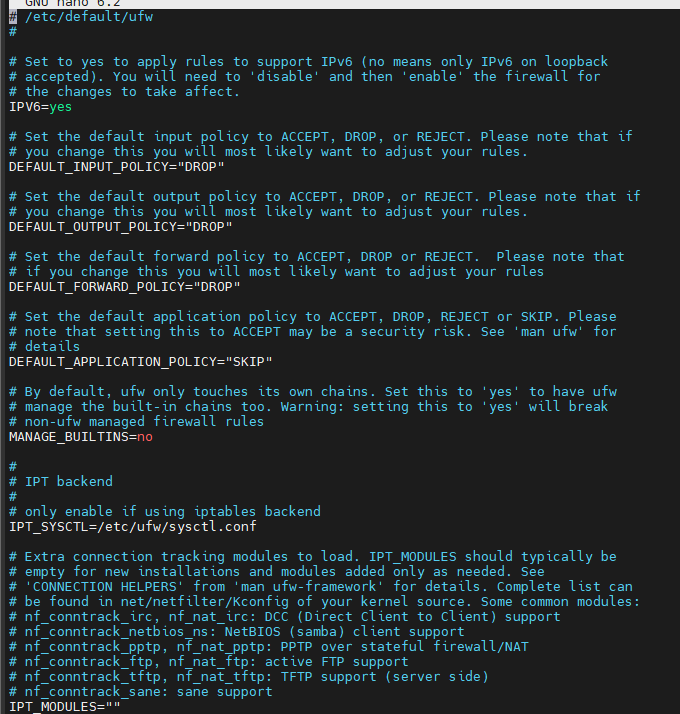 GNU nano 6.2
# /etc/default/ufw
#
# Set to yes to apply rules to support IPv6 (no means only IPv6 on loopback
# accepted). You will need to 'disable' and then 'enable' the firewall for
# the changes to take affect.
IPV6=yes
# Set the default input policy to ACCEPT, DROP, or REJECT. Please note that if
# you change this you will most likely want to adjust your rules.
DEFAULT_INPUT_POLICY="DROP"
# Set the default output policy to ACCEPT, DROP, or REJECT. Please note that if
# you change this you will most likely want to adjust your rules.
DEFAULT_OUTPUT_POLICY="DROP"
# Set the default forward policy to ACCEPT, DROP or REJECT.  Please note that
# if you change this you will most likely want to adjust your rules
DEFAULT_FORWARD_POLICY="DROP"
# Set the default application policy to ACCEPT, DROP, REJECT or SKIP. Please
# note that setting this to ACCEPT may be a security risk. See 'man ufw' for
# details
DEFAULT_APPLICATION_POLICY="SKIP"
# By default, ufw only touches its own chains. Set this to 'yes' to have ufw
# manage the built-in chains too. Warning: setting this to 'yes' will break
# non-ufw managed firewall rules
MANAGE_BUILTINS=no
#
# IPT backend
#
# only enable if using iptables backend
IPT_SYSCTL=/etc/ufw/sysctl.conf
# Extra connection tracking modules to load. IPT_MODULES should typically be
# empty for new installations and modules added only as needed. See
# 'CONNECTION HELPERS' from 'man ufw-framework' for details. Complete list can
# be found in net/netfilter/Kconfig of your kernel source. Some common modules:
# nf_conntrack_irc, nf_nat_irc: DCC (Direct Client to Client) support
# nf_conntrack_netbios_ns: NetBIOS (samba) client support
# nf_conntrack_pptp, nf_nat_pptp: PPTP over stateful firewall/NAT
# nf_conntrack_ftp, nf_nat_ftp: active FTP support
# nf_conntrack_tftp, nf_nat_tftp: TFTP support (server side)
# nf_conntrack_sane: sane support
IPT_MODULES=""